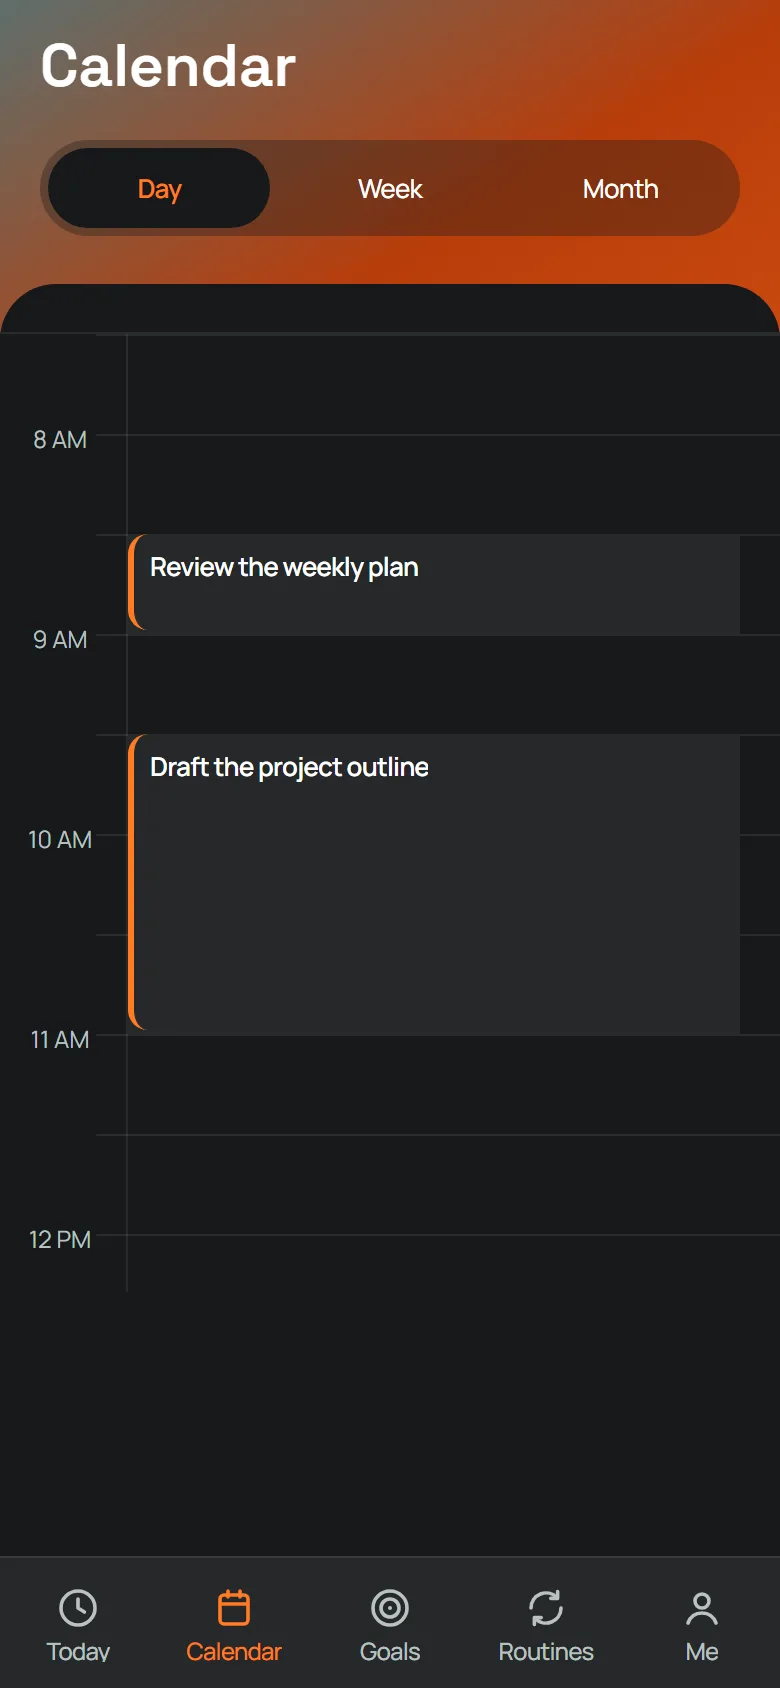 Calendar
Day Week Month
8 AM
Review the weekly plan
9 AM
Draft the project outline
10 AM
11 AM
12 PM
Today Calendar Goals Routines Me